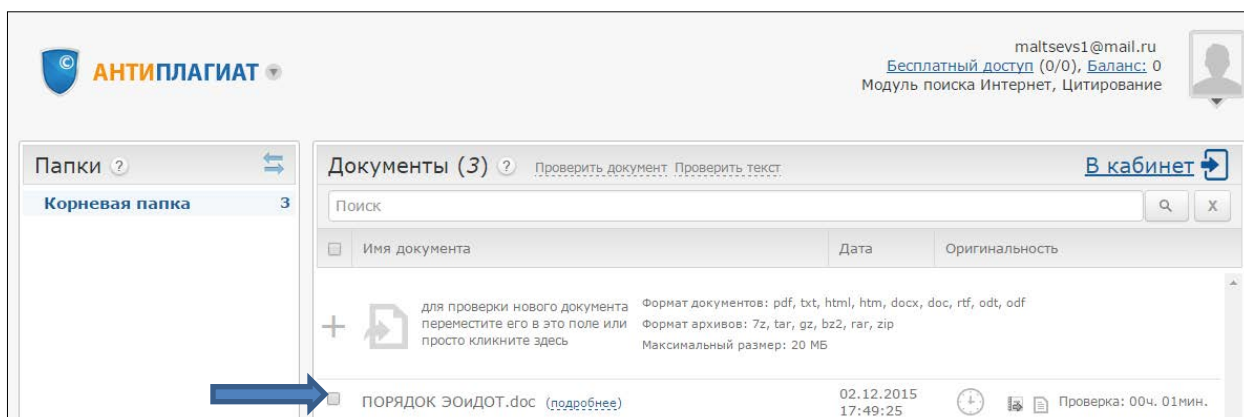 maltsevs1@mail.ru
Бесплатный доступ (0/0), Баланс: 0
Модуль поиска Интернет, Цитирование
© АНТИПЛАГИАТ
Папки ?
Корневая папка 3
Документы (3) ? Проверить документ Проверить текст В кабинет
Поиск X
Имя документа Дата Оригинальность
для проверки нового документа
переместите его в это поле или
просто кликните здесь
Формат документов: pdf, txt, html, htm, docx, doc, rtf, odt, odf
Формат архивов: 7z, tar, gz, bz2, rar, zip
Максимальный размер: 20 МБ
ПОРЯДОК ЭОиДОТ.doc (подробнее)
02.12.2015
17:49:25
Проверка: 00ч. 01мин.